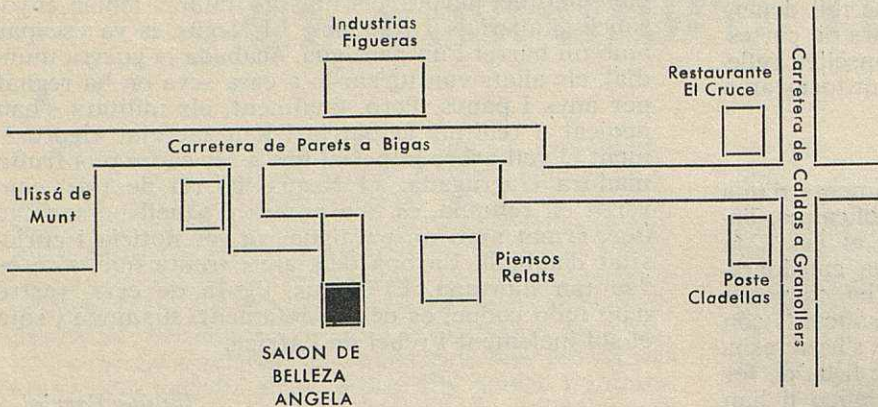 Industrias
Figueras
Restaurante
El Cruce
Carretera de Caldas a Granollers
Carretera de Parets a Bigas
Llissá de
Munt
Piensos
Relats
Poste
Cladellas
SALON DE
BELLEZA
ANGELA